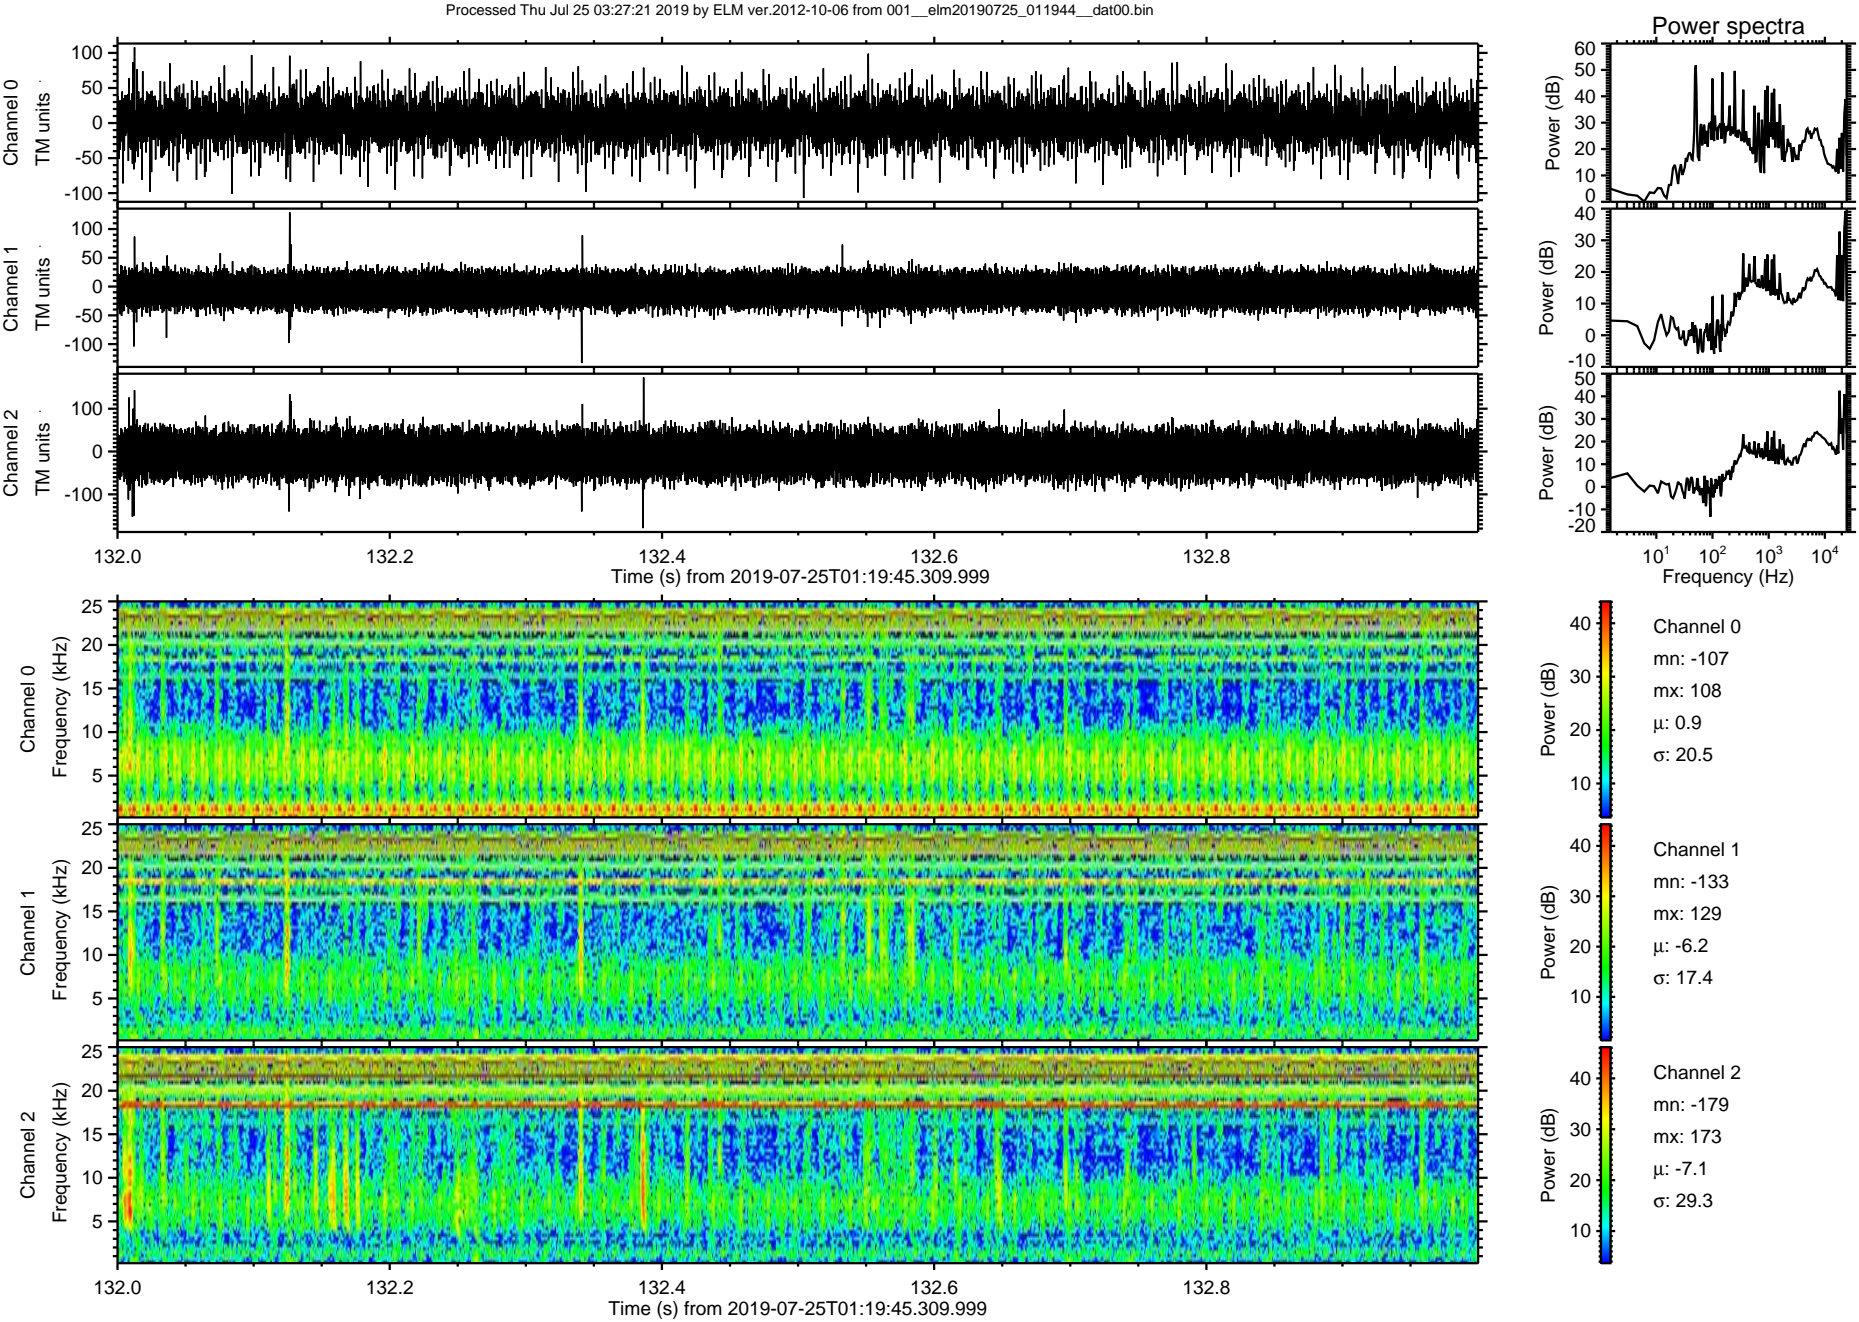 Processed Thu Jul 25 03:27:21 2019 by ELM ver.2012-10-06 from 001__elm20190725_011944__dat00.bin
Power spectra
Channel 0
TM units
100
50
0
-50
-100
Power (dB)
60
50
40
30
20
10
0
Channel 1
TM units
100
50
0
-50
-100
Power (dB)
40
30
20
10
0
-10
Channel 2
TM units
100
0
-100
Power (dB)
50
40
30
20
10
0
-10
-20
132.0 132.2 132.4 132.6 132.8
Time (s) from 2019-07-25T01:19:45.309.999
10¹ 10² 10³ 10⁴
Frequency (Hz)
Channel 0
Frequency (kHz)
25
20
15
10
5
Power (dB)
40
30
20
10
Channel 0
mn: -107
mx: 108
µ: 0.9
σ: 20.5
Channel 1
Frequency (kHz)
25
20
15
10
5
Power (dB)
40
30
20
10
Channel 1
mn: -133
mx: 129
µ: -6.2
σ: 17.4
Channel 2
Frequency (kHz)
25
20
15
10
5
Power (dB)
40
30
20
10
Channel 2
mn: -179
mx: 173
µ: -7.1
σ: 29.3
132.0 132.2 132.4 132.6 132.8
Time (s) from 2019-07-25T01:19:45.309.999